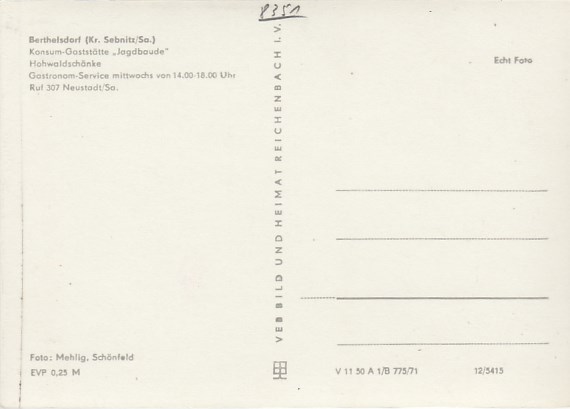 8351
Berthelsdorf (Kr. Sebnitz/Sa.)
Konsum-Gaststätte „Jagdbaude"
Hohwaldschänke
Gastronom-Service mittwochs von 14.00-18.00 Uhr
Ruf 307 Neustadt/Sa.
Echt Foto
VEB BILD UND HEIMAT REICHENBACH I.V.
Foto: Mehlig, Schönfeld
EVP 0,25 M
V 11 50 A 1/B 775/71 12/5415